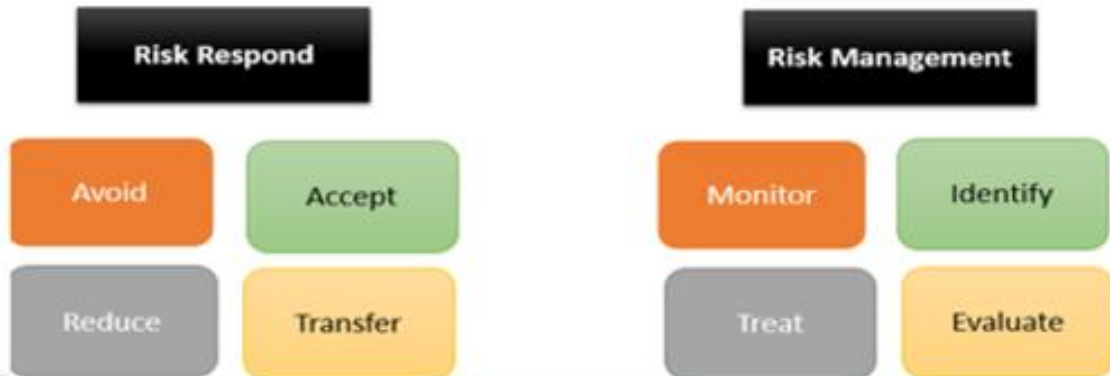 Risk Respond
Risk Management
Avoid
Accept
Monitor
Identify
Reduce
Transfer
Treat
Evaluate